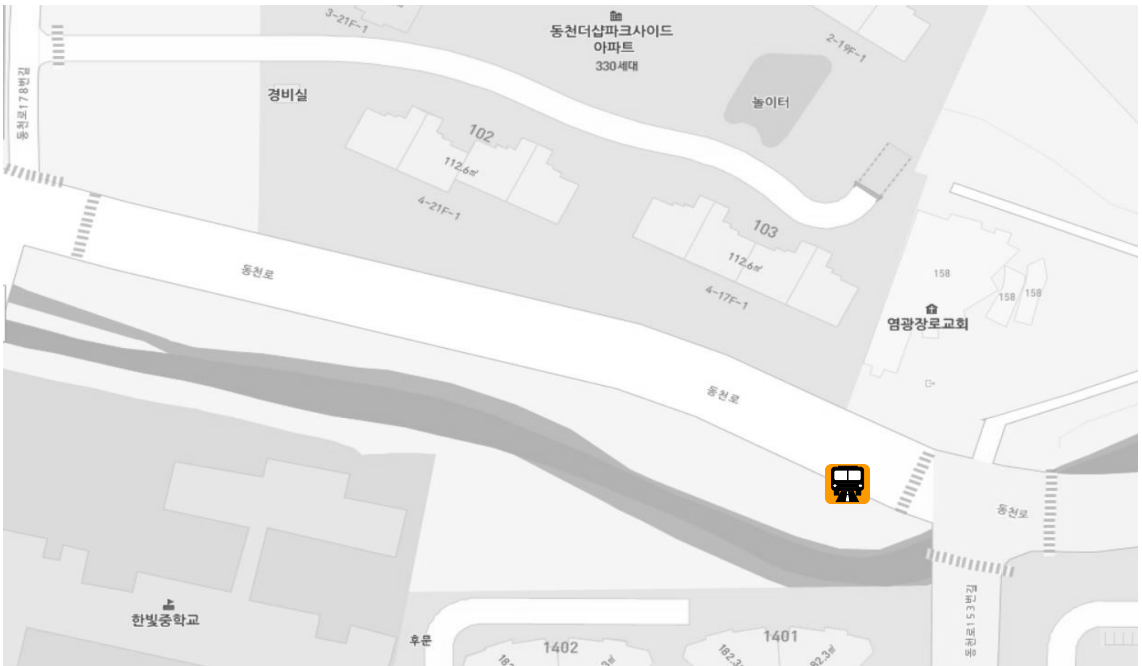 3-21F-1
동천더샵파크사이드
아파트
330세대
2-19F-1
동천로178번길
경비실
놀이터
102
112.6㎡
4-21F-1
103
112.6㎡
4-17F-1
동천로
158
158
158
염광장로교회
동천로
동천로
한빛중학교
후문
1402
1401
182.3㎡
동천로153번길